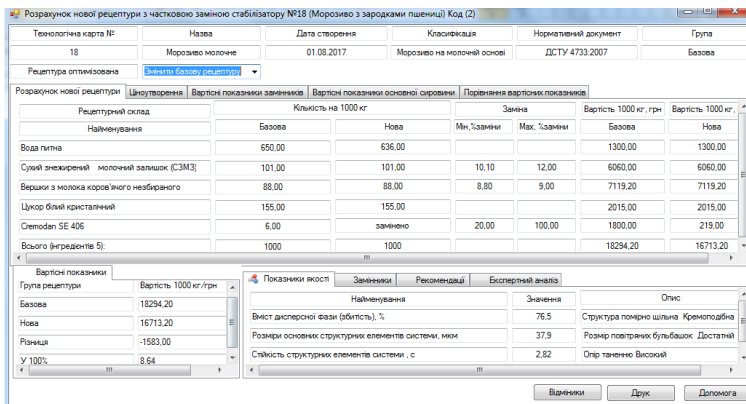 Розрахунок нової рецептури з частковою заміною стабілізатору №18 (Морозиво з зародками пшениці) Код (2)
Технологічна карта № Назва Дата створення Класифікація Нормативний документ Група
18 Морозиво молочне 01.08.2017 Морозиво на молочній основі ДСТУ 4733:2007 Базова
Рецептура оптимізована Змінити базову рецептуру
Розрахунок нової рецептури Ціноутворення Вартісні показники замінників Вартісні показники основної сировини Порівняння вартісних показників
Рецептурний склад Кількість на 1000 кг Заміна Вартість 1000 кг, грн Вартість 1000 кг,
Найменування Базова Нова Мін,%заміни Max, %заміни Базова Нова
Вода питна 650,00 636,00 1300,00 1300,00
Сухий знежирений молочний залишок (СЗМЗ) 101,00 101,00 10,10 12,00 6060,00 6060,00
Вершки з молока коров'ячого незбираного 88,00 88,00 8,80 9,00 7119,20 7119,20
Цукор білий кристалічний 155,00 155,00 2015,00 2015,00
Cremodan SE 406 6,00 замінено 20,00 100,00 1800,00 219,00
Всього (інгредієнтів 5): 1000 1000 18294,20 16713,20
Вартісні показники
Група рецептури Вартість 1000 кг/грн
Базова 18294,20
Нова 16713,20
Різниця -1583,00
У 100% 8.64
Показники якості Замінники Рекомендації Експертний аналіз
Найменування Значення Опис
Вміст дисперсної фази (збитість), % 76,5 Структура помірно щільна Кремоподібна
Розміри основних структурних елементів системи, мкм 37,9 Розмір повітряних бульбашок Достатній
Стійкість структурних елементів системи , с 2,82 Опір таненню Високий
Відмінки Друк Допомога